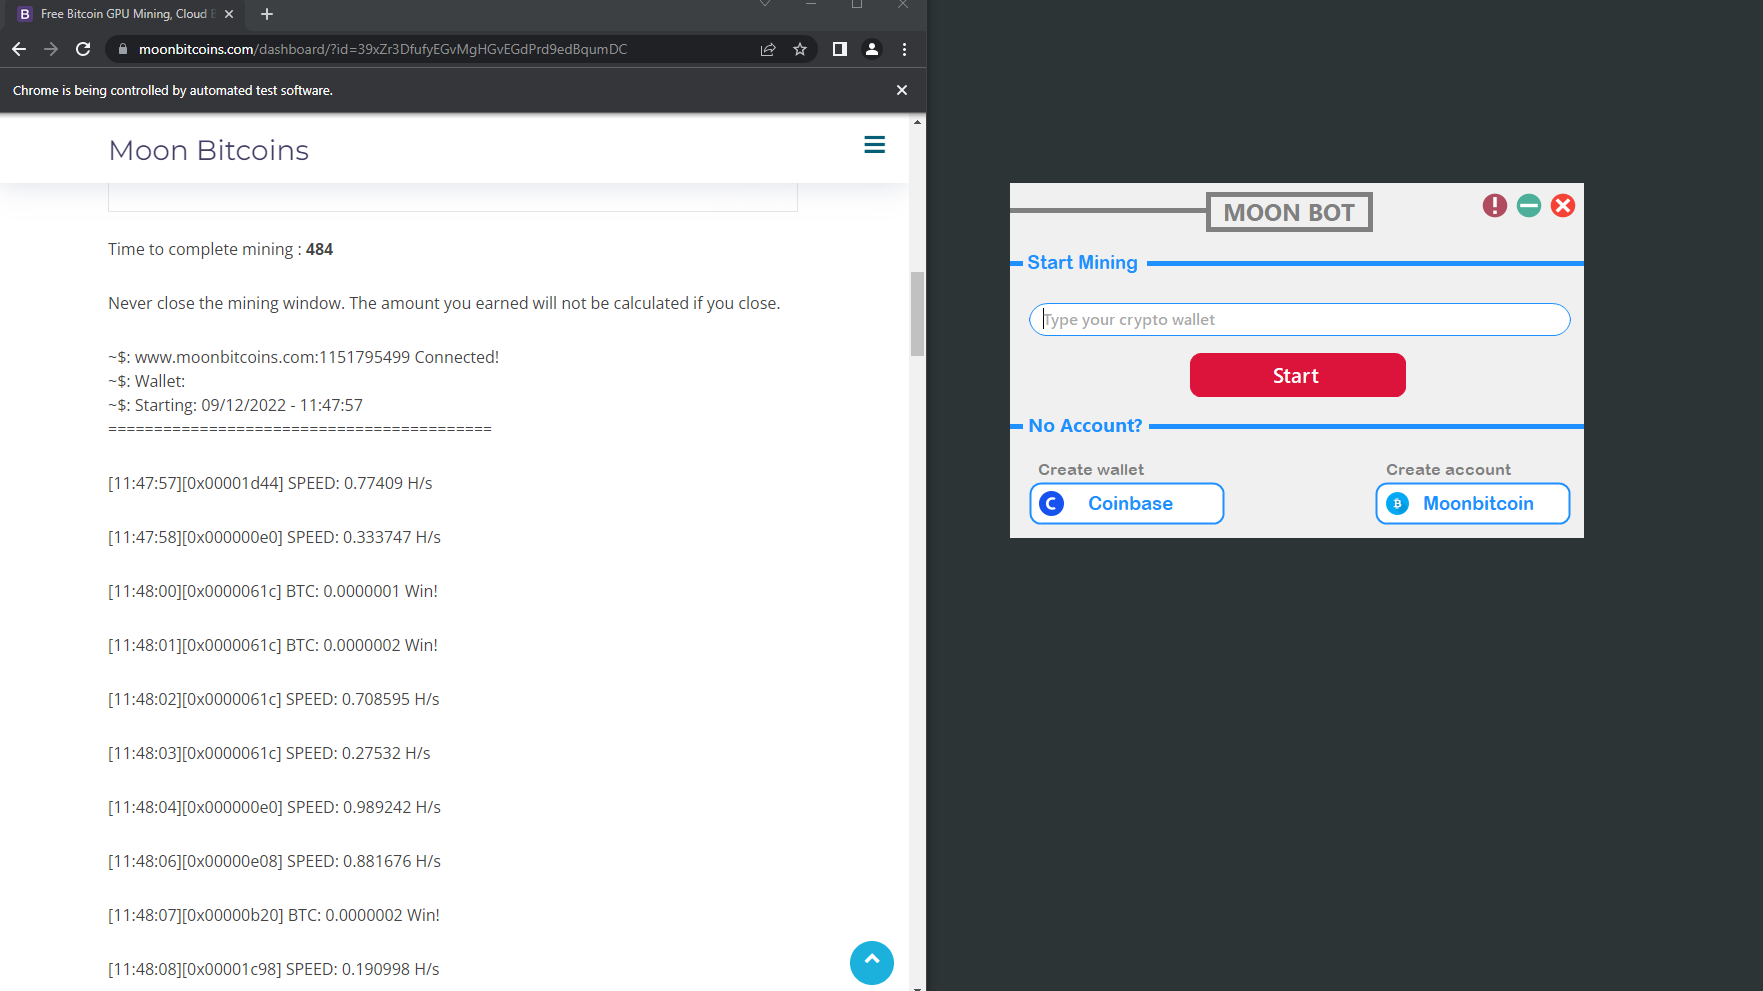 Free Bitcoin GPU Mining, Cloud B
moonbitcoins.com/dashboard/?id=39xZr3DfufyEGvMgHGvEGdPrd9edBqumDC
Chrome is being controlled by automated test software.
Moon Bitcoins
Time to complete mining : 484
Never close the mining window. The amount you earned will not be calculated if you close.
~$: www.moonbitcoins.com:1151795499 Connected!
~$: Wallet:
~$: Starting: 09/12/2022 - 11:47:57
==========================================
[11:47:57][0x00001d44] SPEED: 0.77409 H/s
[11:47:58][0x000000e0] SPEED: 0.333747 H/s
[11:48:00][0x0000061c] BTC: 0.0000001 Win!
[11:48:01][0x0000061c] BTC: 0.0000002 Win!
[11:48:02][0x0000061c] SPEED: 0.708595 H/s
[11:48:03][0x0000061c] SPEED: 0.27532 H/s
[11:48:04][0x000000e0] SPEED: 0.989242 H/s
[11:48:06][0x00000e08] SPEED: 0.881676 H/s
[11:48:07][0x00000b20] BTC: 0.0000002 Win!
[11:48:08][0x00001c98] SPEED: 0.190998 H/s
MOON BOT
Start Mining
Type your crypto wallet
Start
No Account?
Create wallet
Coinbase
Create account
Moonbitcoin